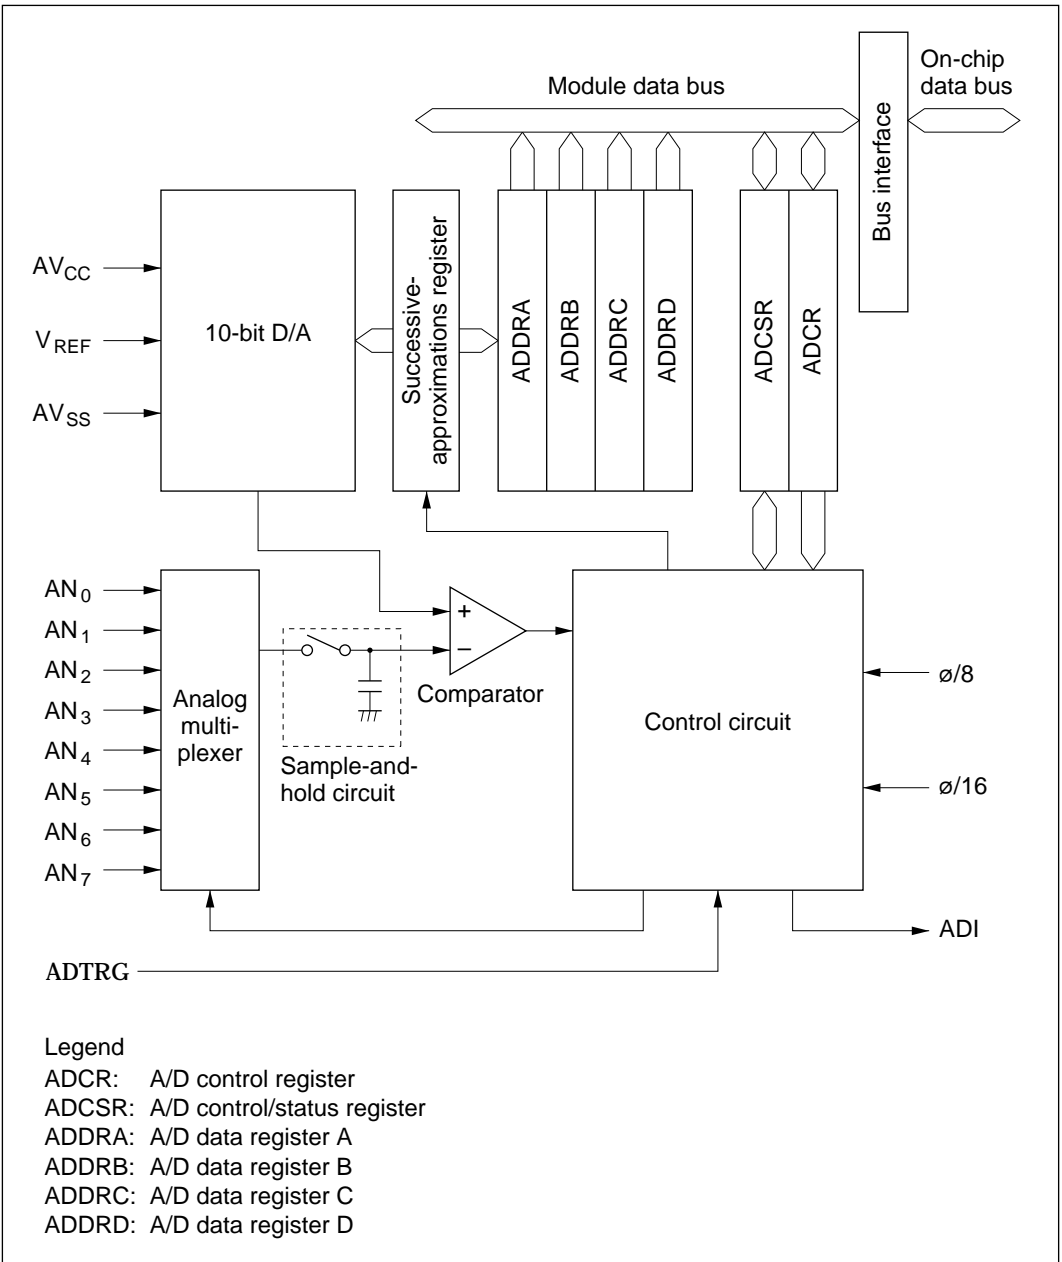 On-chip
data bus
Module data bus
Bus interface
AVCC
VREF
AVSS
10-bit D/A
Successive-
approximations register
ADDRA
ADDRB
ADDRC
ADDRD
ADCSR
ADCR
AN0
AN1
AN2
AN3
AN4
AN5
AN6
AN7
Analog
multi-
plexer
Sample-and-
hold circuit
+
−
Comparator
Control circuit
ø/8
ø/16
ADI
ADTRG
Legend
ADCR: A/D control register
ADCSR: A/D control/status register
ADDRA: A/D data register A
ADDRB: A/D data register B
ADDRC: A/D data register C
ADDRD: A/D data register D